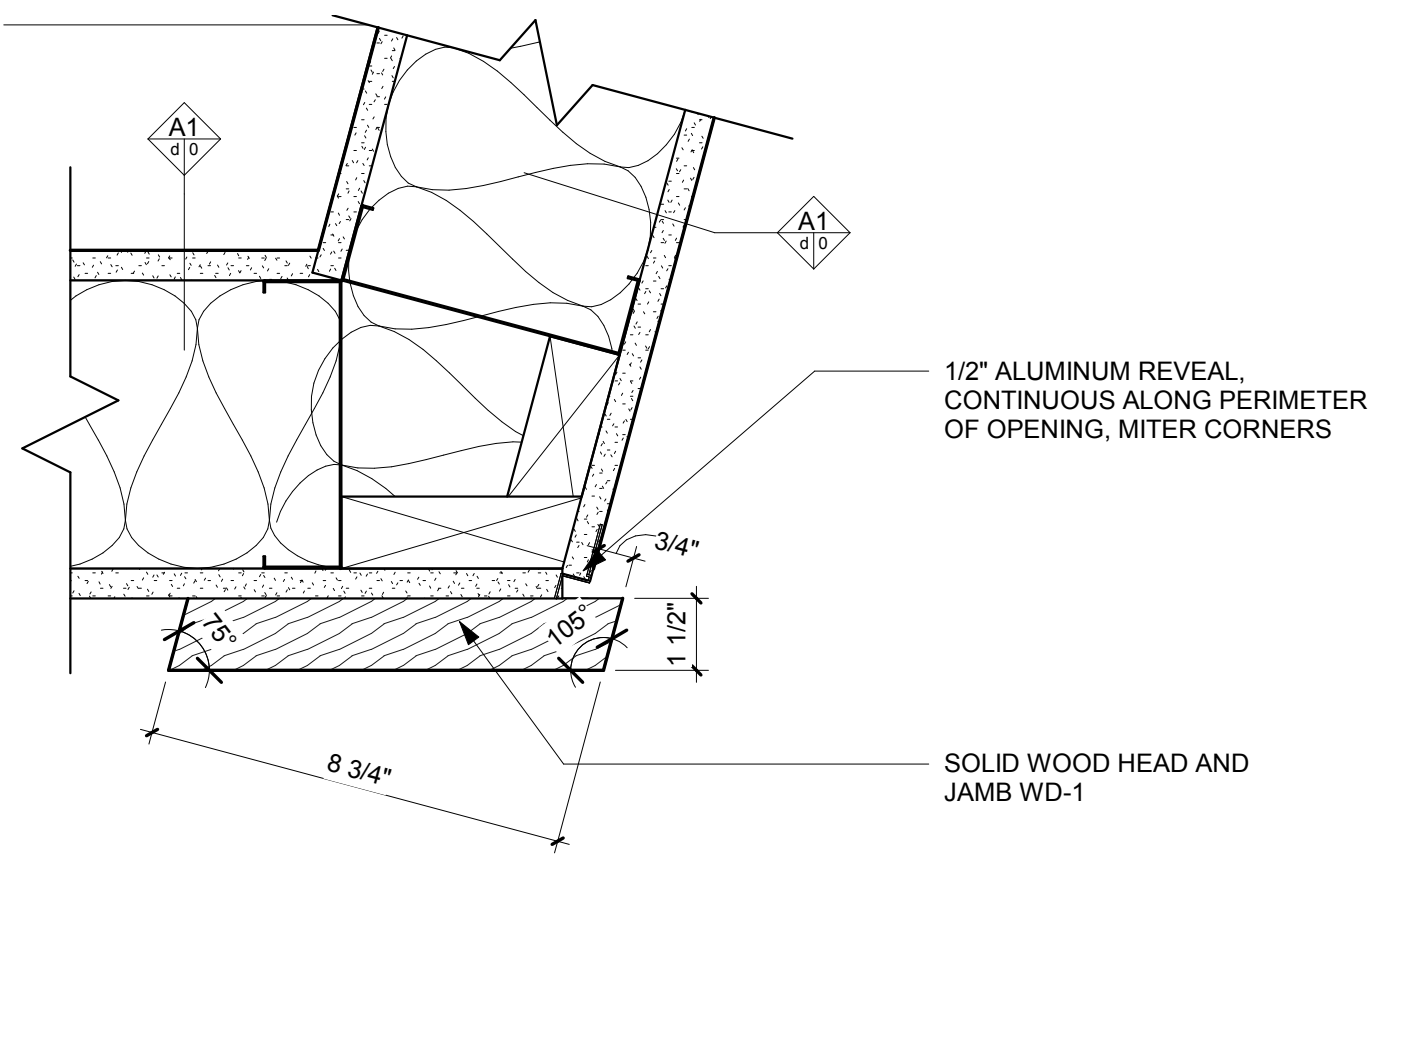 A1
d 0
A1
d 0
1/2" ALUMINUM REVEAL,
CONTINUOUS ALONG PERIMETER
OF OPENING, MITER CORNERS
3/4"
75°
105°
1 1/2"
8 3/4"
SOLID WOOD HEAD AND
JAMB WD-1